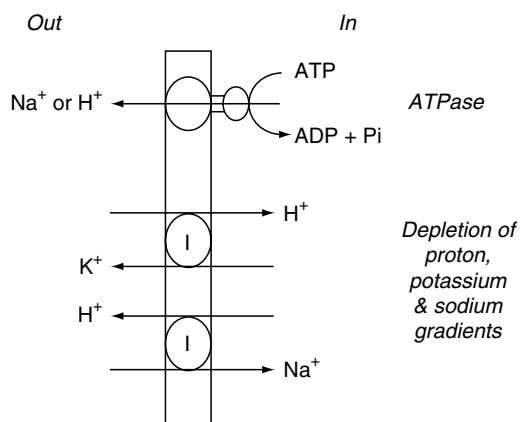 Out
In
ATP
Na⁺ or H⁺
ATPase
ADP + Pi
H⁺
I
K⁺
Depletion of
proton,
potassium
& sodium
gradients
H⁺
I
Na⁺